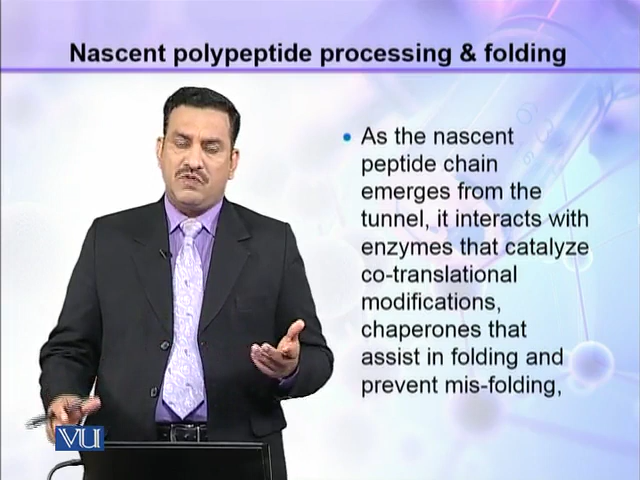 Nascent polypeptide processing & folding
• As the nascent
peptide chain
emerges from the
tunnel, it interacts with
enzymes that catalyze
co-translational
modifications,
chaperones that
assist in folding and
prevent mis-folding,
VU